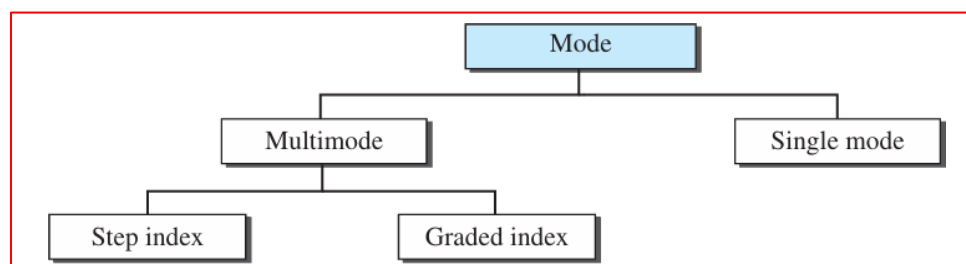 Mode
Multimode
Single mode
Step index
Graded index